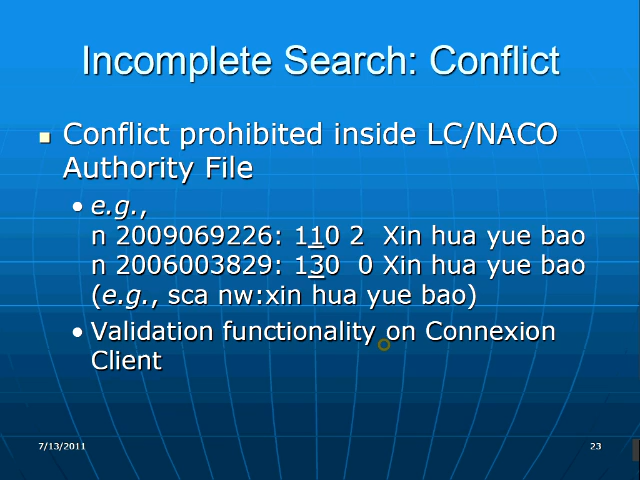 Incomplete Search: Conflict
Conflict prohibited inside LC/NACO
Authority File
e.g.,
n 2009069226: 110 2  Xin hua yue bao
n 2006003829: 130  0 Xin hua yue bao
(e.g., sca nw:xin hua yue bao)
Validation functionality on Connexion
Client
7/13/2011
23